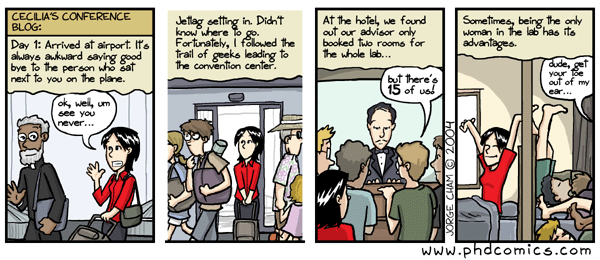 CECILIA'S CONFERENCE
BLOG:
Day 1: Arrived at airport. It's
always awkward saying good
bye to the person who sat
next to you on the plane.
ok, well, um
see you
never...
Jetlag setting in. Didn't
know where to go.
Fortunately, I followed the
trail of geeks leading to
the convention center.
At the hotel, we found
out our advisor only
booked two rooms for
the whole lab...
but there's
15 of us!
JORGE CHAM © 2004
Sometimes, being the only
woman in the lab has its
advantages.
dude, get
your toe
out of my
ear...
www.phdcomics.com